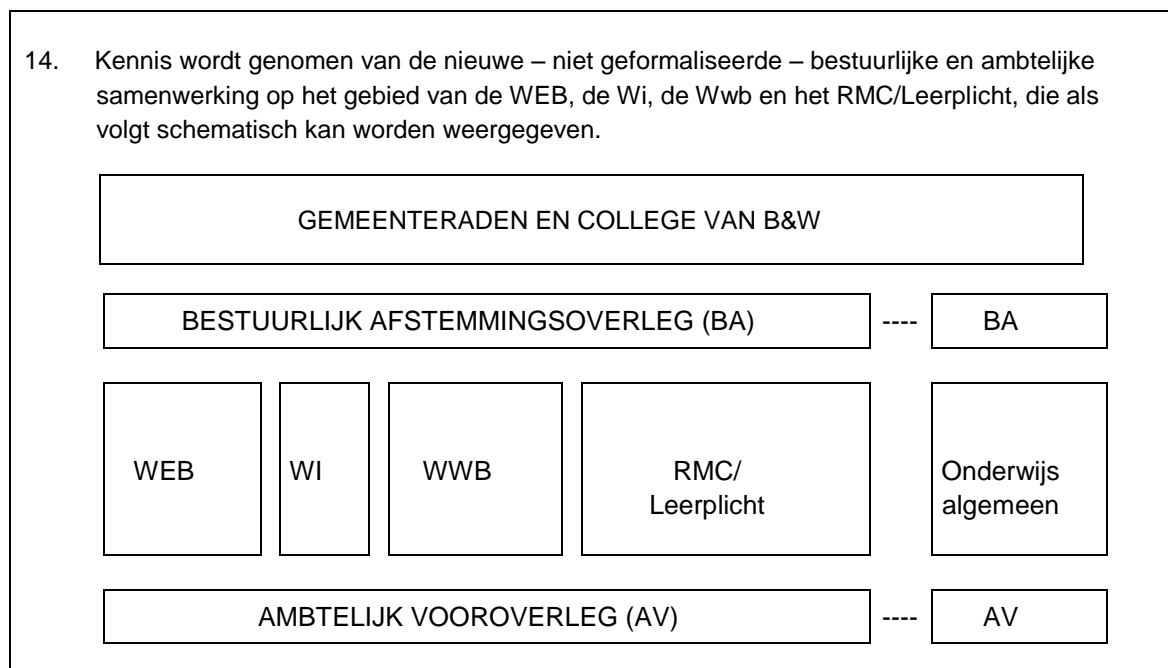 14. Kennis wordt genomen van de nieuwe – niet geformaliseerde – bestuurlijke en ambtelijke
samenwerking op het gebied van de WEB, de Wi, de Wwb en het RMC/Leerplicht, die als
volgt schematisch kan worden weergegeven.
GEMEENTERADEN EN COLLEGE VAN B&W
BESTUURLIJK AFSTEMMINGSOVERLEG (BA) ---- BA
WEB WI WWB RMC/ Onderwijs
Leerplicht algemeen
AMBTELIJK VOOROVERLEG (AV) ---- AV